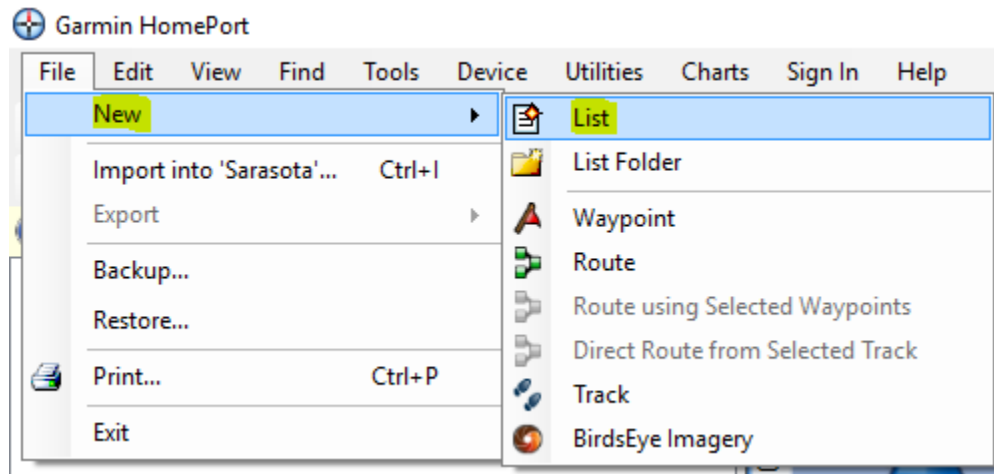 Garmin HomePort
File Edit View Find Tools Device Utilities Charts Sign In Help
New
Import into 'Sarasota'... Ctrl+I
Export
Backup...
Restore...
Print... Ctrl+P
Exit
List
List Folder
Waypoint
Route
Route using Selected Waypoints
Direct Route from Selected Track
Track
BirdsEye Imagery